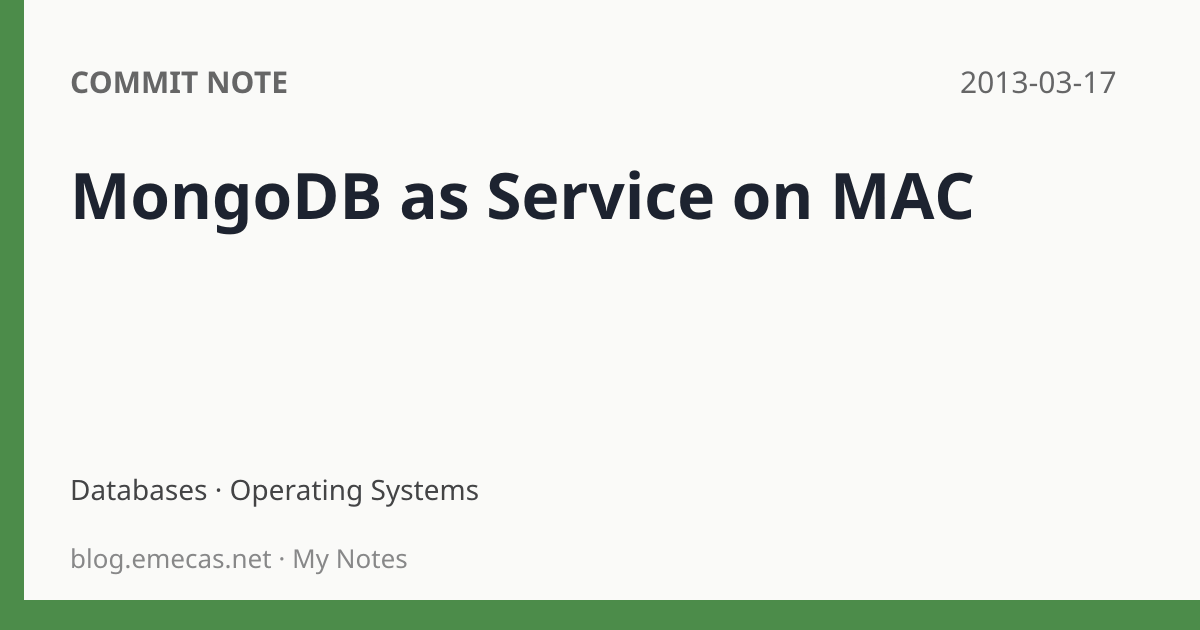 COMMIT NOTE
2013-03-17
MongoDB as Service on MAC
Databases · Operating Systems
blog.emecas.net · My Notes